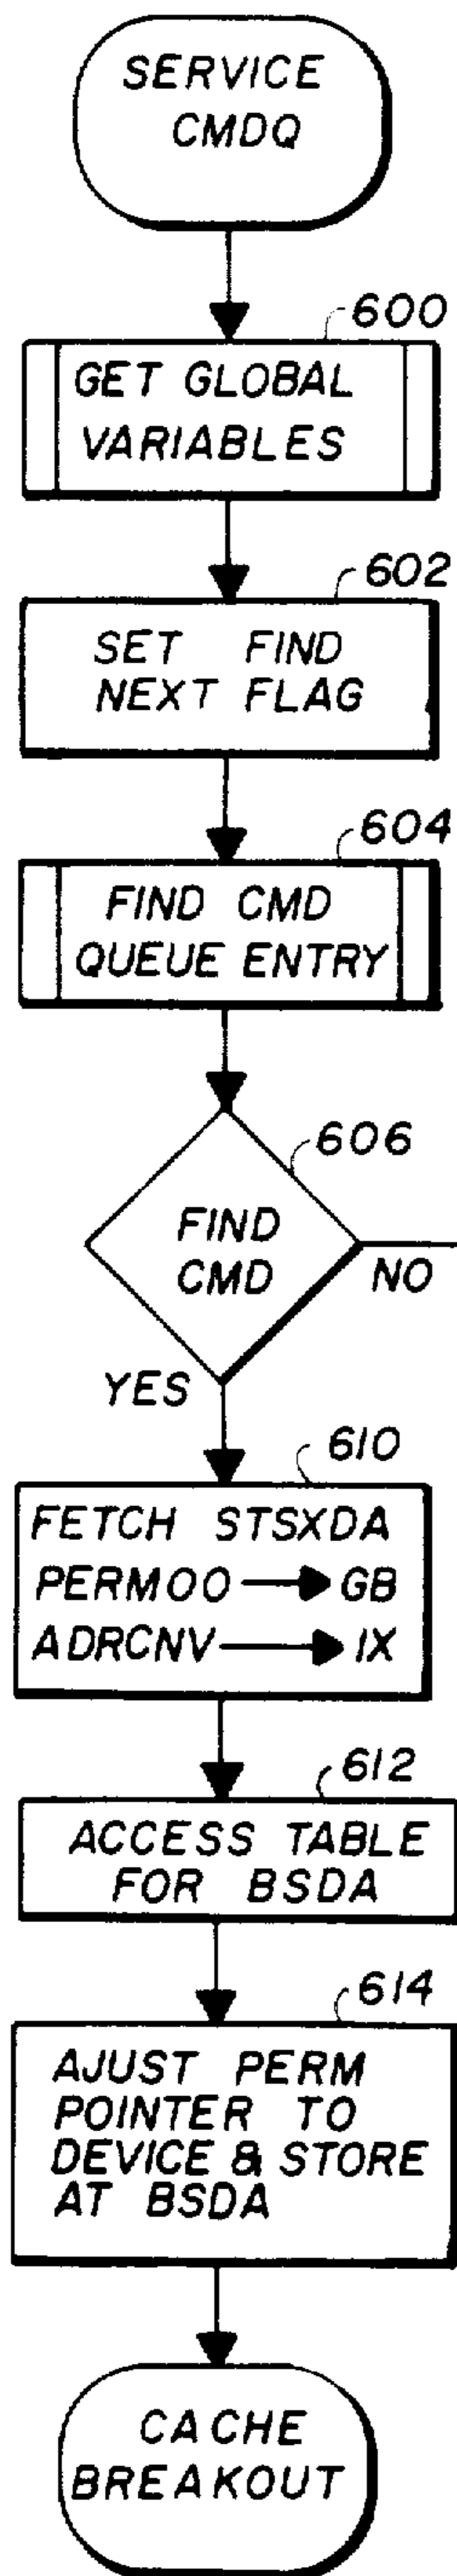 SERVICE
CMDQ
600
GET GLOBAL
VARIABLES
602
SET FIND
NEXT FLAG
604
FIND CMD
QUEUE ENTRY
606
FIND
CMD
NO
YES
610
FETCH STSXDA
PERM00 → GB
ADRCNV → IX
612
ACCESS TABLE
FOR BSDA
614
AJUST PERM
POINTER TO
DEVICE & STORE
AT BSDA
CACHE
BREAKOUT